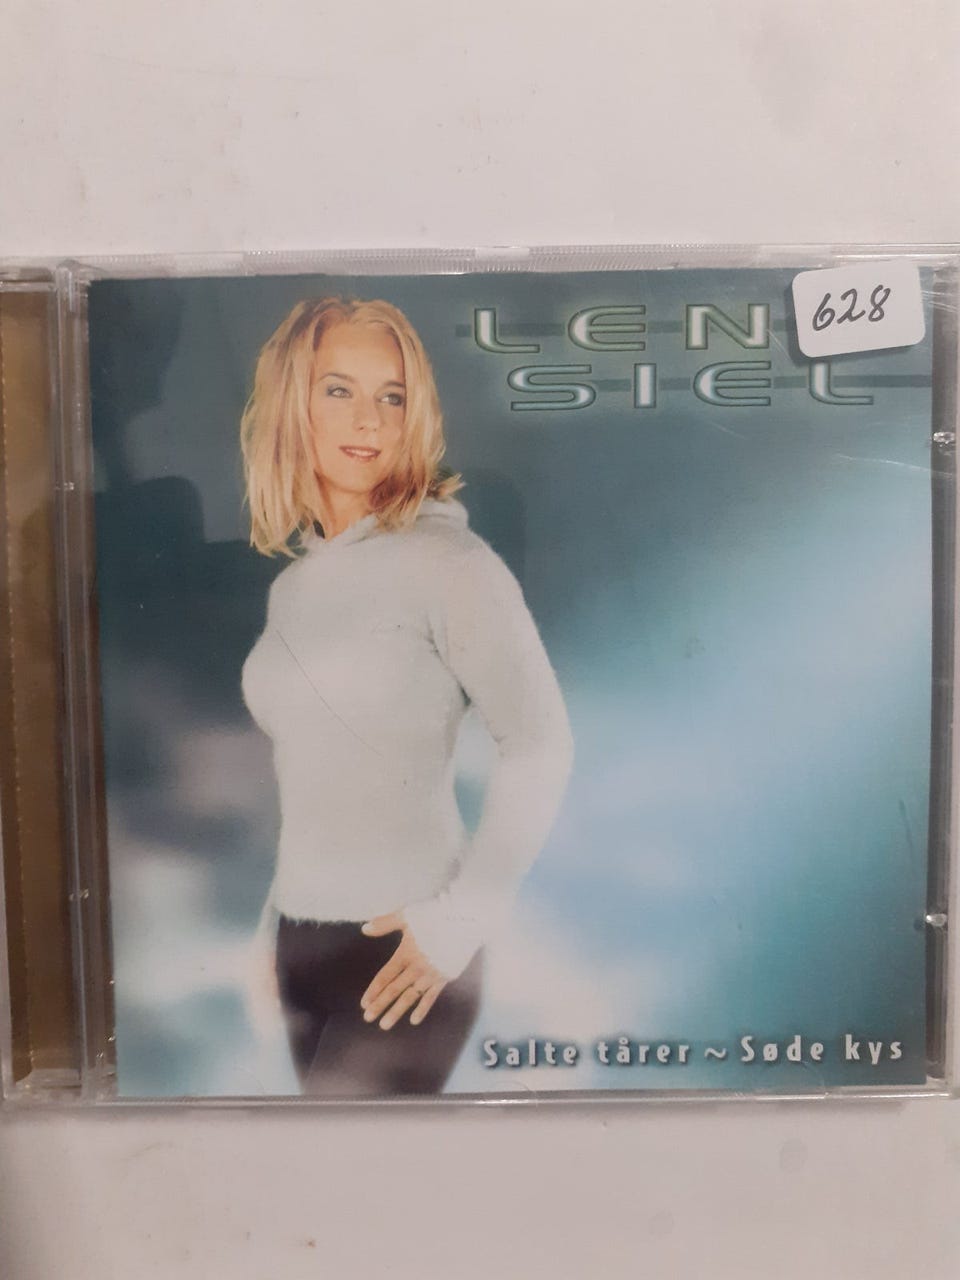 LEN
628
SIEL
Salte tårer ~ Søde kys